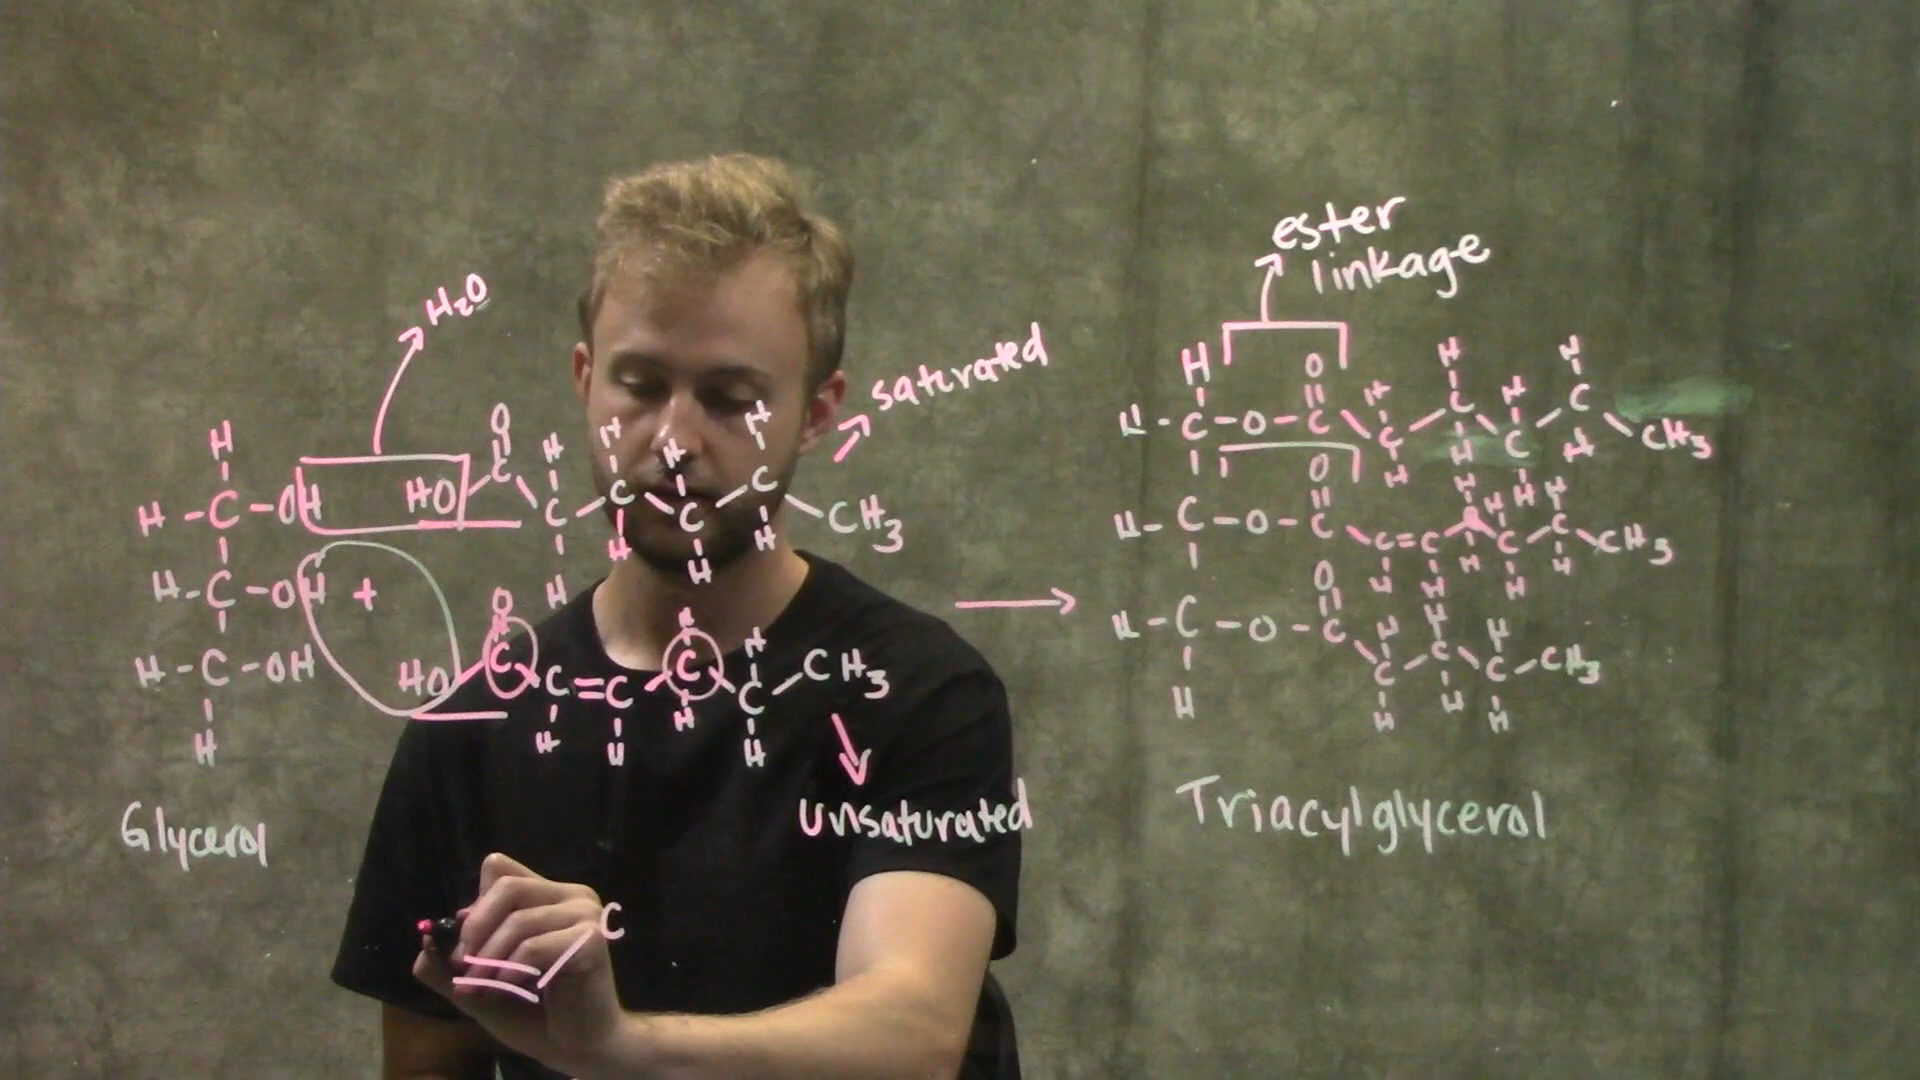 ester
linkage
H₂O
saturated
H O H H H H
H - C - OH HO C C C C C CH₃
H H H H
H - C - OH +
O H H
H - C - OH HO C C = C C C CH₃
H H H H H
H
Glycerol
unsaturated
C
H O H H H H
H - C - O - C C C C C CH₃
O H H H H
H - C - O - C C = C C C C CH₃
O H H H H H
H - C - O - C C C C CH₃
H H H H
Triacylglycerol